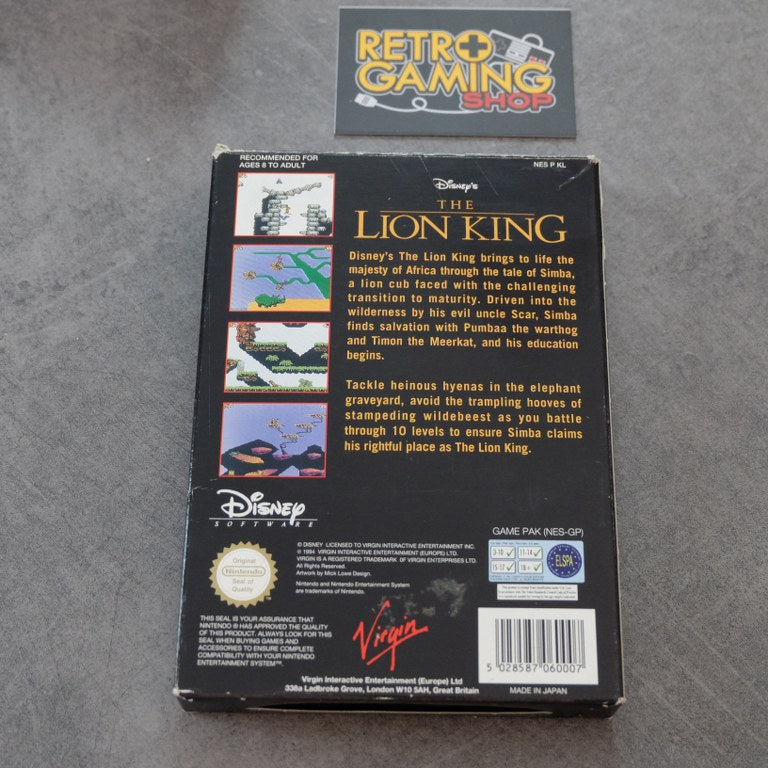 RETRO
GAMING
SHOP
RECOMMENDED FOR
AGES 8 TO ADULT
NES P KL
DISNEY'S
THE
LION KING
Disney's The Lion King brings to life the
majesty of Africa through the tale of Simba,
a lion cub faced with the challenging
transition to maturity. Driven into the
wilderness by his evil uncle Scar, Simba
finds salvation with Pumbaa the warthog
and Timon the Meerkat, and his education
begins.
Tackle heinous hyenas in the elephant
graveyard, avoid the trampling hooves of
stampeding wildebeest as you battle
through 10 levels to ensure Simba claims
his rightful place as The Lion King.
Disney
SOFTWARE
© DISNEY LICENSED TO VIRGIN INTERACTIVE ENTERTAINMENT INC.
© 1994 VIRGIN INTERACTIVE ENTERTAINMENT (EUROPE) LTD.
VIRGIN IS A REGISTERED TRADEMARK OF VIRGIN ENTERPRISES LTD.
All Rights Reserved.
Artwork by Mick Lowe Design.
Nintendo and Nintendo Entertainment System
are trademarks of Nintendo.
GAME PAK (NES-GP)
3-10 11-14
15-17 18+
ELSPA
Original
Nintendo
Seal of
Quality
THIS SEAL IS YOUR ASSURANCE THAT
NINTENDO ® HAS APPROVED THE QUALITY
OF THIS PRODUCT. ALWAYS LOOK FOR THIS
SEAL WHEN BUYING GAMES AND
ACCESSORIES TO ENSURE COMPLETE
COMPATIBILITY WITH YOUR NINTENDO
ENTERTAINMENT SYSTEM™.
Virgin
Virgin Interactive Entertainment (Europe) Ltd
338a Ladbroke Grove, London W10 5AH, Great Britain
5 028587 060007
MADE IN JAPAN